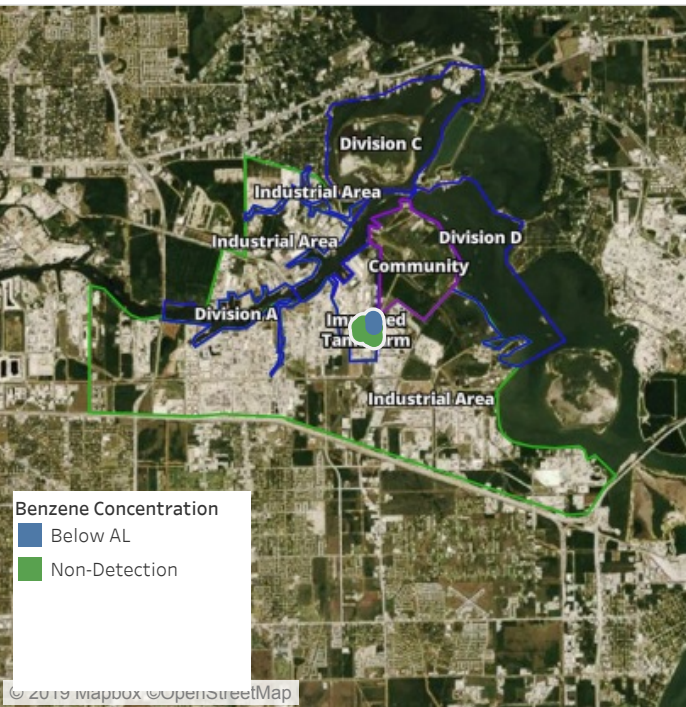 Division C
Industrial Area
Industrial Area
Division D
Community
Division A
Industrial Area
Benzene Concentration
Below AL
Non-Detection
© 2019 Mapbox ©OpenStreetMap